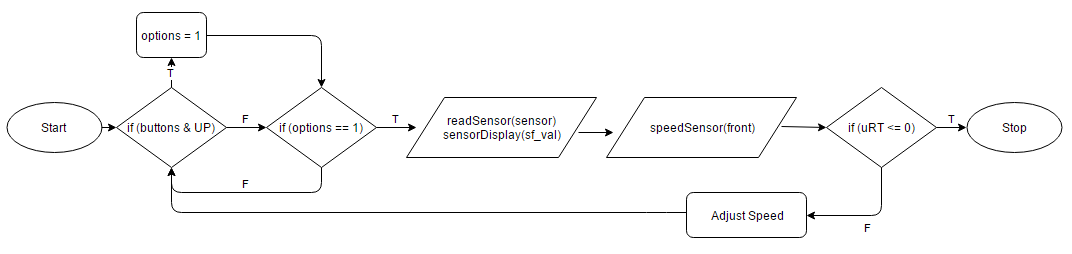 options = 1
T
Start
if (buttons & UP)
F
if (options == 1)
T
readSensor(sensor)
sensorDisplay(sf_val)
speedSensor(front)
if (uRT <= 0)
T
Stop
F
Adjust Speed
F